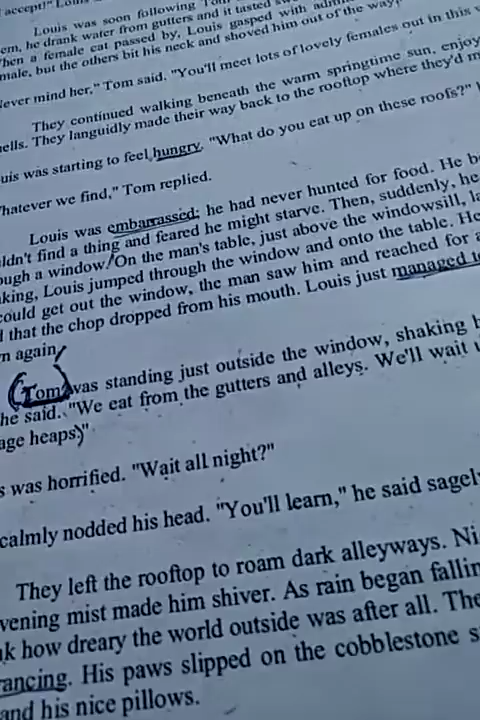 accept!"
Louis was soon following Tom
em, he drank water from gutters and it tasted
hen a female cat passed by, Louis gasped with
male, but the others bit his neck and shoved him out of the way.
Never mind her," Tom said. "You'll meet lots of lovely females out in this
They continued walking beneath the warm springtime sun, enjoy
ells. They languidly made their way back to the rooftop where they'd m
uis was starting to feel hungry. "What do you eat up on these roofs?"
hatever we find," Tom replied.
Louis was embarrassed; he had never hunted for food. He b
ldn't find a thing and feared he might starve. Then, suddenly, he
ough a window. On the man's table, just above the windowsill, la
king, Louis jumped through the window and onto the table. He
could get out the window, the man saw him and reached for a
d that the chop dropped from his mouth. Louis just managed t
n again
Tom was standing just outside the window, shaking h
he said. "We eat from the gutters and alleys. We'll wait
age heaps)"
s was horrified. "Wait all night?"
calmly nodded his head. "You'll learn," he said sagel
They left the rooftop to roam dark alleyways. Ni
vening mist made him shiver. As rain began fallin
k how dreary the world outside was after all. The
ancing. His paws slipped on the cobblestone s
and his nice pillows.